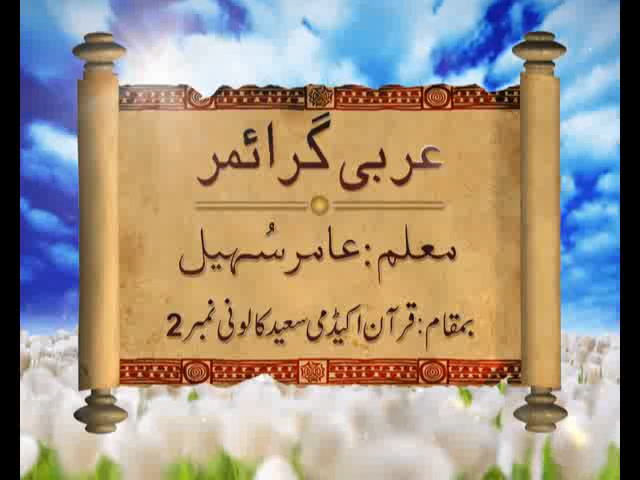 عربی گرائمر
معلم: عامر سُہیل
بمقام: قرآن اکیڈمی سعید کالونی نمبر 2